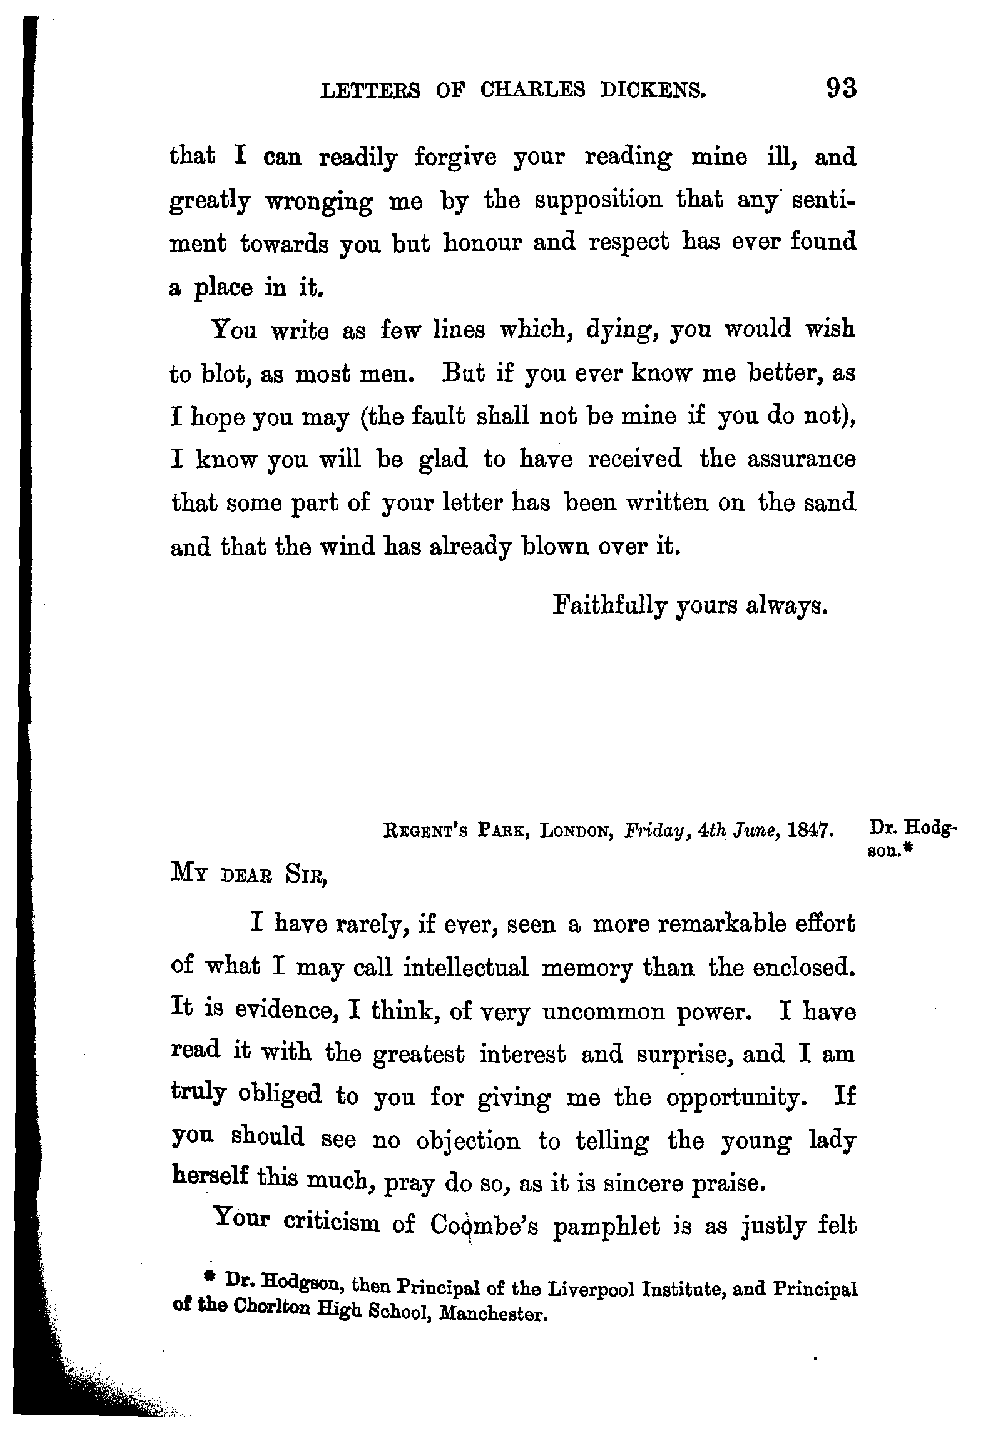 LETTERS OF CHARLES DICKENS. 93
that I can readily forgive your reading mine ill, and
greatly wronging me by the supposition that any senti-
ment towards you but honour and respect has ever found
a place in it.
You write as few lines which, dying, you would wish
to blot, as most men. But if you ever know me better, as
I hope you may (the fault shall not be mine if you do not),
I know you will be glad to have received the assurance
that some part of your letter has been written on the sand
and that the wind has already blown over it.
Faithfully yours always.
REGENT'S PARK, LONDON, Friday, 4th June, 1847. Dr. Hodg-
son.*
MY DEAR SIR,
I have rarely, if ever, seen a more remarkable effort
of what I may call intellectual memory than the enclosed.
It is evidence, I think, of very uncommon power. I have
read it with the greatest interest and surprise, and I am
truly obliged to you for giving me the opportunity. If
you should see no objection to telling the young lady
herself this much, pray do so, as it is sincere praise.
Your criticism of Coombe's pamphlet is as justly felt
* Dr. Hodgson, then Principal of the Liverpool Institute, and Principal
of the Chorlton High School, Manchester.